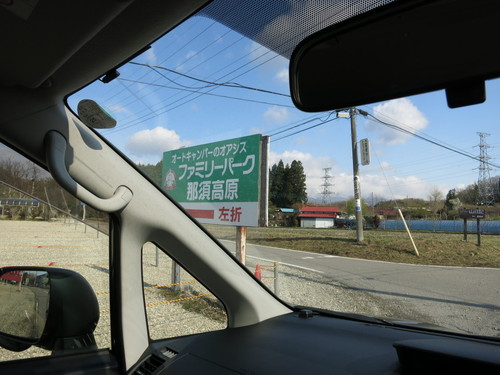 オートキャンパーのオアシス
ファミリーパーク
那須高原
左折